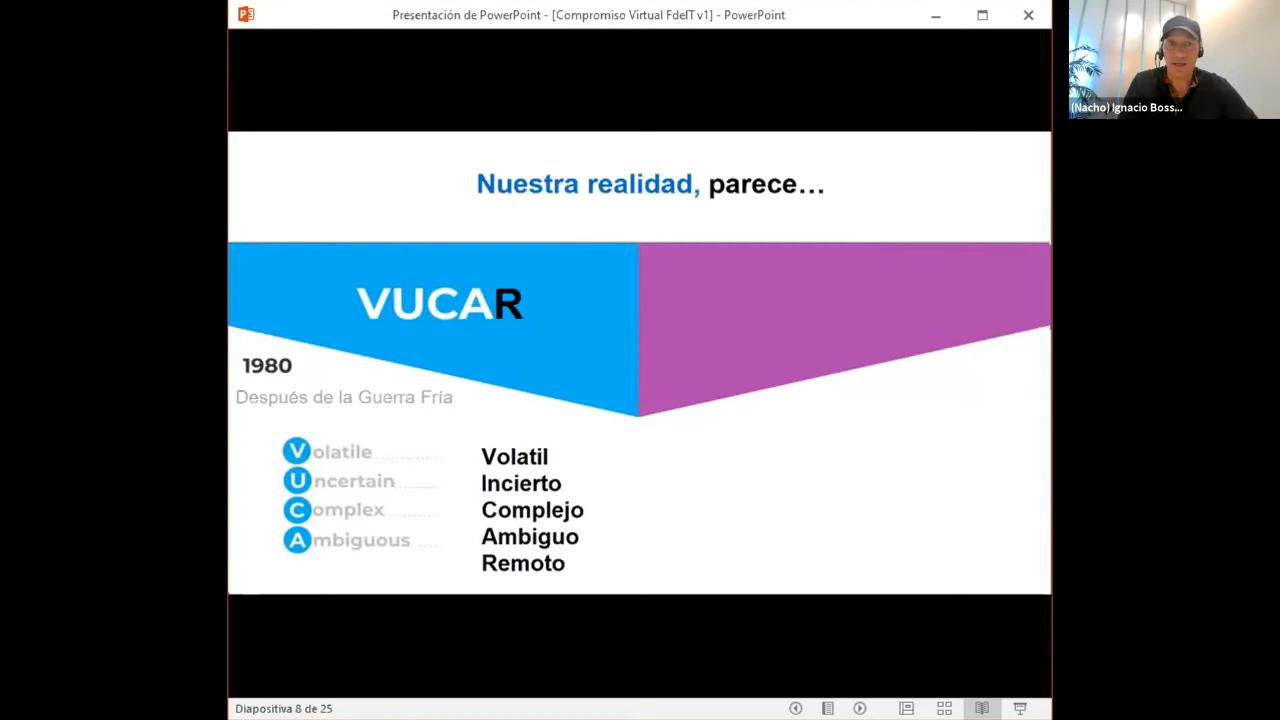 Presentación de PowerPoint - [Compromiso Virtual FdeIT v1] - PowerPoint
(Nacho) Ignacio Boss...
Nuestra realidad, parece...
VUCAR
1980
Después de la Guerra Fría
Volatile
Uncertain
Complex
Ambiguous
Volatil
Incierto
Complejo
Ambiguo
Remoto
Diapositiva 8 de 25